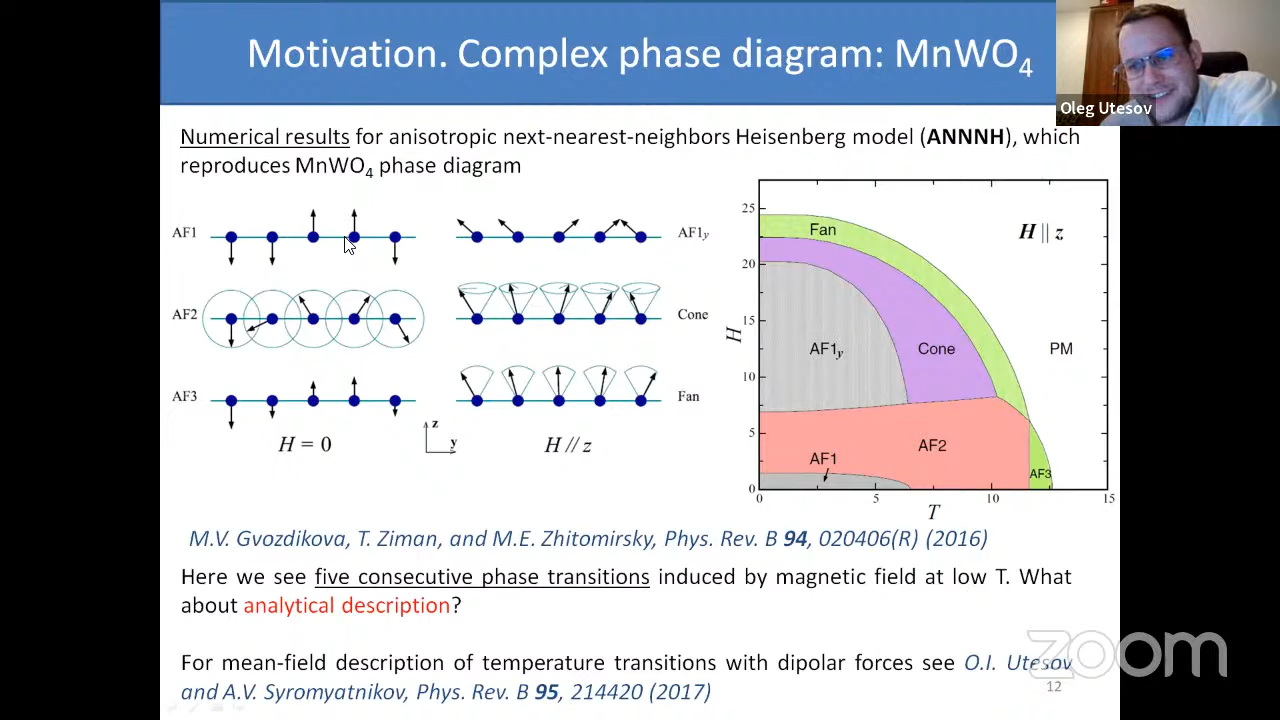 Motivation. Complex phase diagram: MnWO₄
Oleg Utesov
Numerical results for anisotropic next-nearest-neighbors Heisenberg model (ANNNH), which
reproduces MnWO₄ phase diagram
AF1
AF1y
AF2
Cone
AF3
Fan
H = 0
z
y
H // z
25
20
15
10
5
0
H
Fan
H || z
AF1y
Cone
PM
AF2
AF1
AF3
0
5
10
15
T
M.V. Gvozdikova, T. Ziman, and M.E. Zhitomirsky, Phys. Rev. B 94, 020406(R) (2016)
Here we see five consecutive phase transitions induced by magnetic field at low T. What
about analytical description?
For mean-field description of temperature transitions with dipolar forces see O.I. Utesov
and A.V. Syromyatnikov, Phys. Rev. B 95, 214420 (2017)
zoom
12